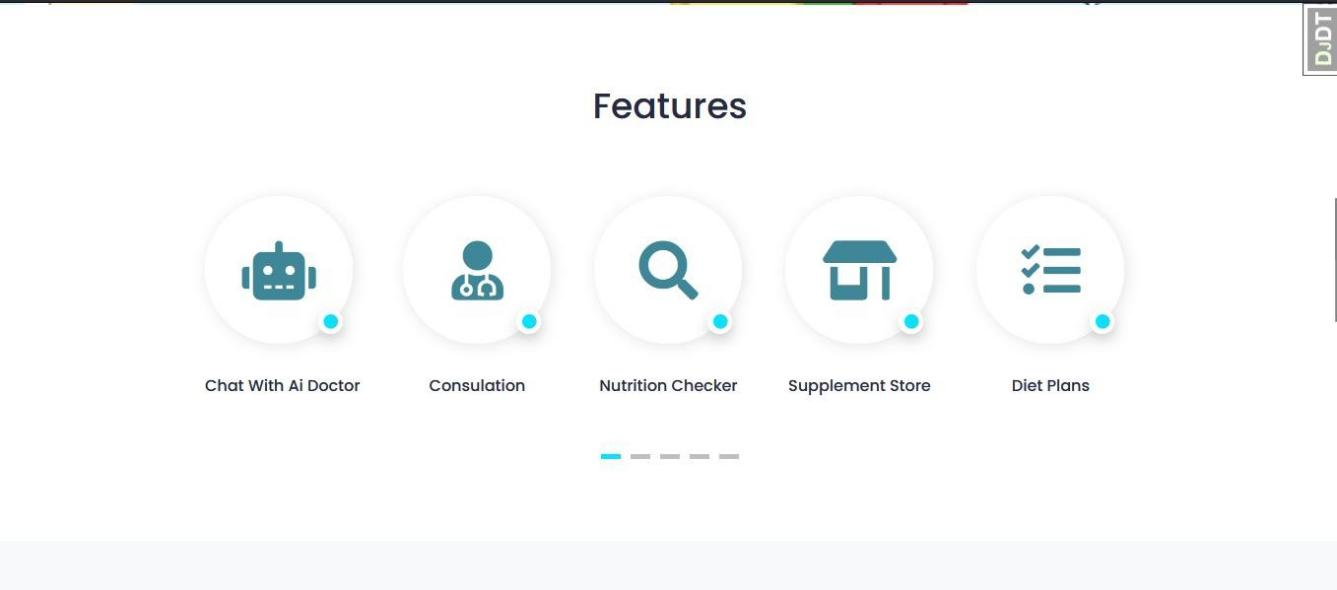 DJDT
Features
Chat With Ai Doctor
Consulation
Nutrition Checker
Supplement Store
Diet Plans